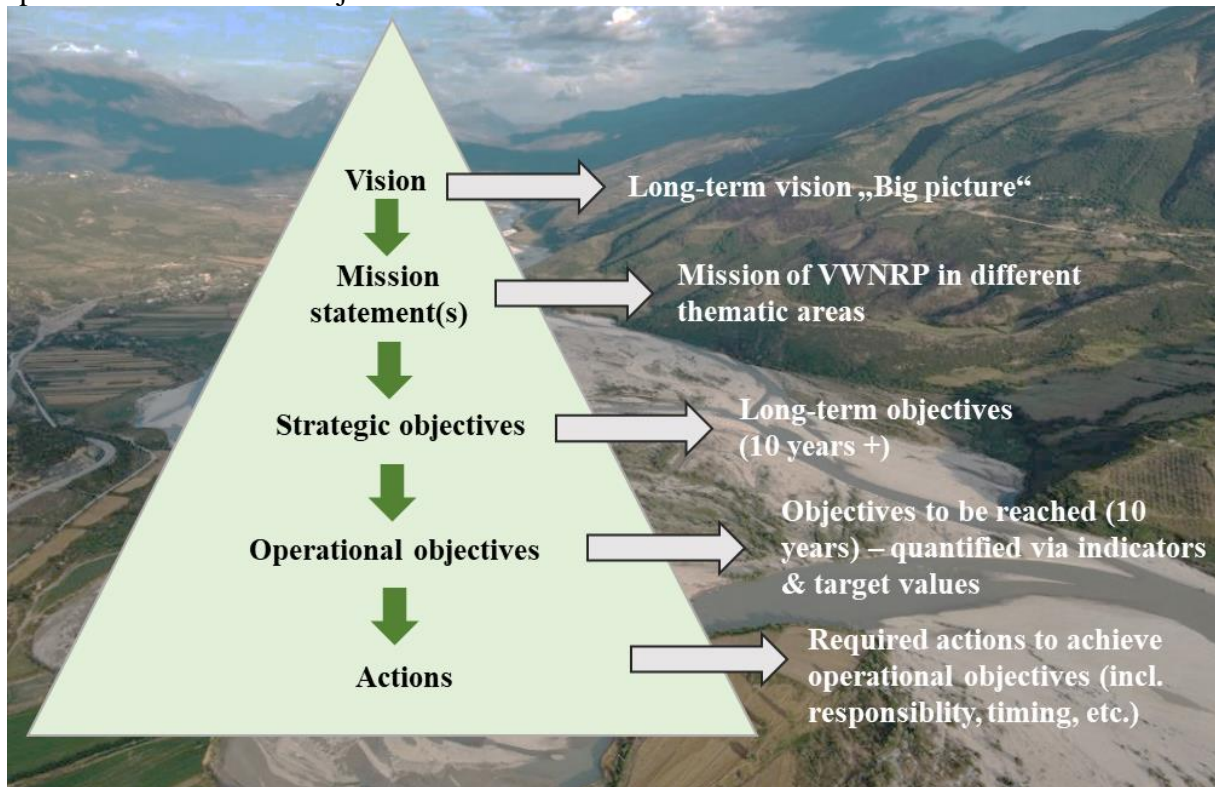 Vision
Long-term vision „Big picture“
Mission
statement(s)
Mission of VWNRP in different
thematic areas
Strategic objectives
Long-term objectives
(10 years +)
Operational objectives
Objectives to be reached (10
years) – quantified via indicators
& target values
Actions
Required actions to achieve
operational objectives (incl.
responsiblity, timing, etc.)